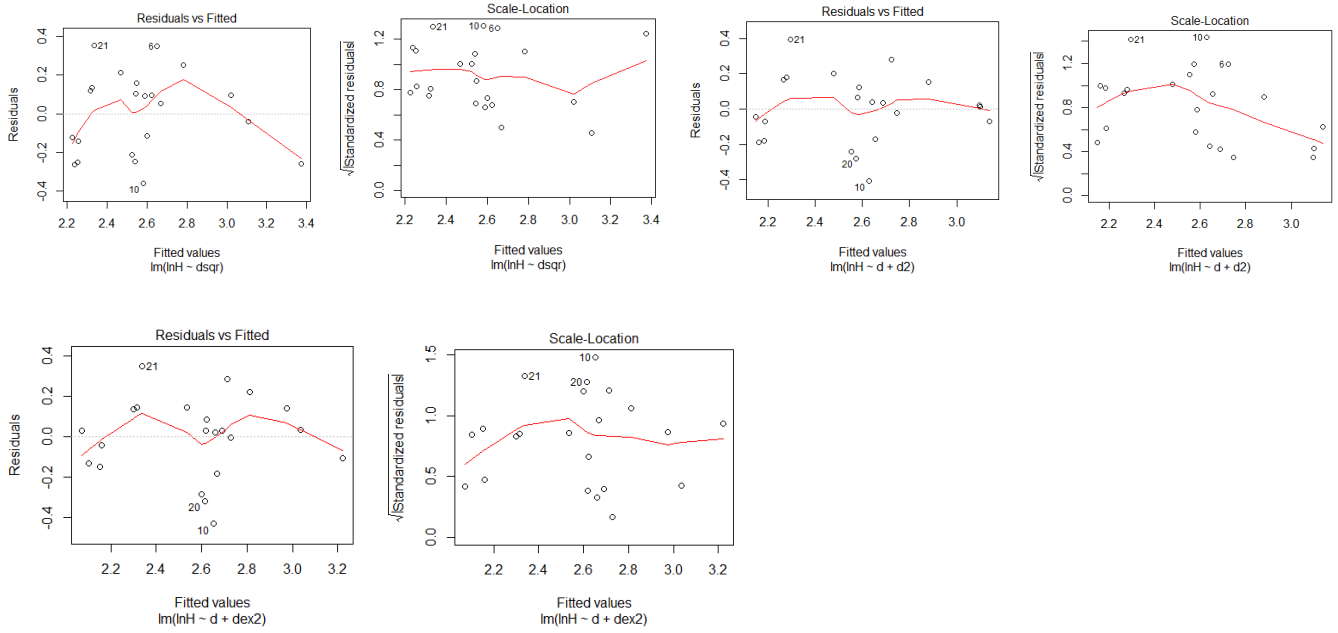 Residuals vs Fitted
Residuals
0.4
0.2
0.0
-0.2
-0.4
21
6
10
2.2 2.4 2.6 2.8 3.0 3.2 3.4
Fitted values
lm(lnH ~ dsqr)
Scale-Location
√|Standardized residuals|
1.2
0.8
0.4
0.0
21
10
6
2.2 2.4 2.6 2.8 3.0 3.2 3.4
Fitted values
lm(lnH ~ dsqr)
Residuals vs Fitted
Residuals
0.4
0.2
0.0
-0.2
-0.4
21
20
10
2.2 2.4 2.6 2.8 3.0
Fitted values
lm(lnH ~ d + d2)
Scale-Location
√|Standardized residuals|
1.2
0.8
0.4
0.0
21
10
6
2.2 2.4 2.6 2.8 3.0
Fitted values
lm(lnH ~ d + d2)
Residuals vs Fitted
Residuals
0.4
0.2
0.0
-0.2
-0.4
21
20
10
2.2 2.4 2.6 2.8 3.0 3.2
Fitted values
lm(lnH ~ d + dex2)
Scale-Location
√|Standardized residuals|
1.5
1.0
0.5
0.0
10
21
20
2.2 2.4 2.6 2.8 3.0 3.2
Fitted values
lm(lnH ~ d + dex2)